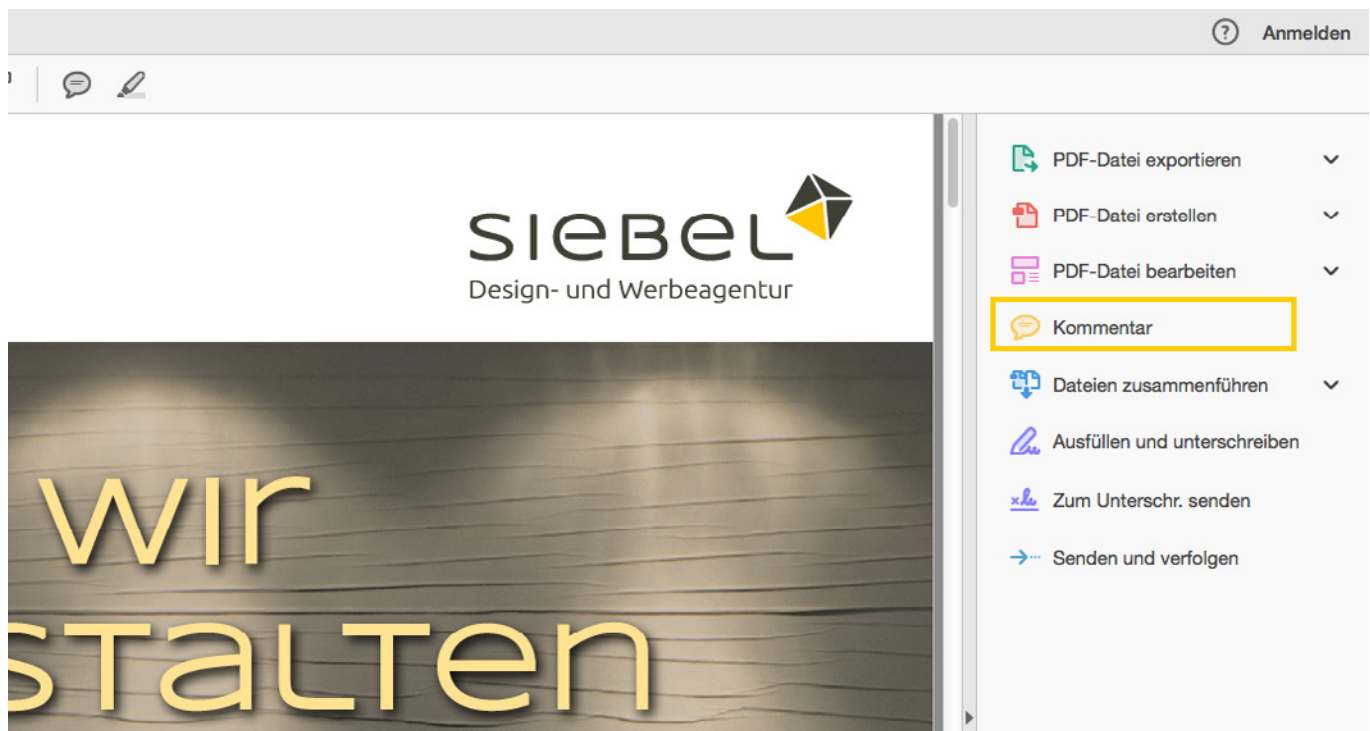 Anmelden
SIEBEL
Design- und Werbeagentur
wir
stalten
PDF-Datei exportieren
PDF-Datei erstellen
PDF-Datei bearbeiten
Kommentar
Dateien zusammenführen
Ausfüllen und unterschreiben
Zum Unterschr. senden
Senden und verfolgen